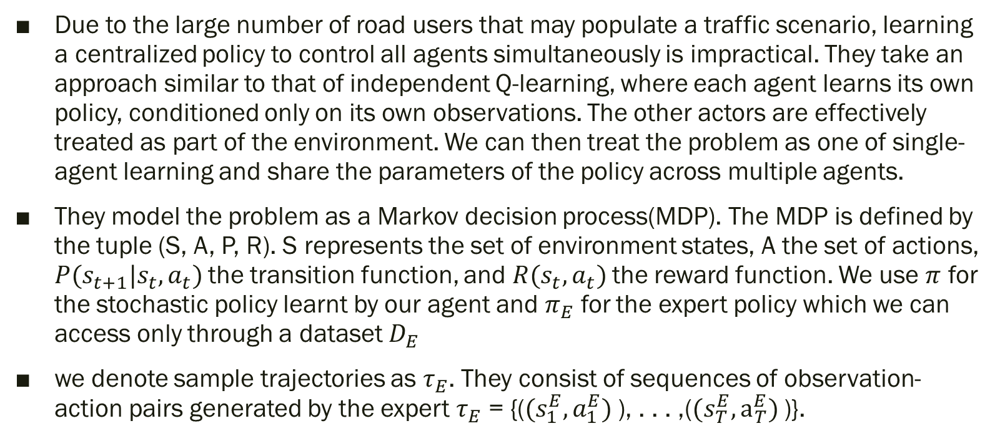 ▪ Due to the large number of road users that may populate a traffic scenario, learning
a centralized policy to control all agents simultaneously is impractical. They take an
approach similar to that of independent Q-learning, where each agent learns its own
policy, conditioned only on its own observations. The other actors are effectively
treated as part of the environment. We can then treat the problem as one of single-
agent learning and share the parameters of the policy across multiple agents.
▪ They model the problem as a Markov decision process(MDP). The MDP is defined by
the tuple (S, A, P, R). S represents the set of environment states, A the set of actions,
$P(s_{t+1}|s_t, a_t)$ the transition function, and $R(s_t, a_t)$ the reward function. We use $\pi$ for
the stochastic policy learnt by our agent and $\pi_E$ for the expert policy which we can
access only through a dataset $D_E$
▪ we denote sample trajectories as $\tau_E$. They consist of sequences of observation-
action pairs generated by the expert $\tau_E$ = {($(s_1^E, a_1^E)$ ), . . . ,($(s_T^E, \mathrm{a}_T^E)$ )}.